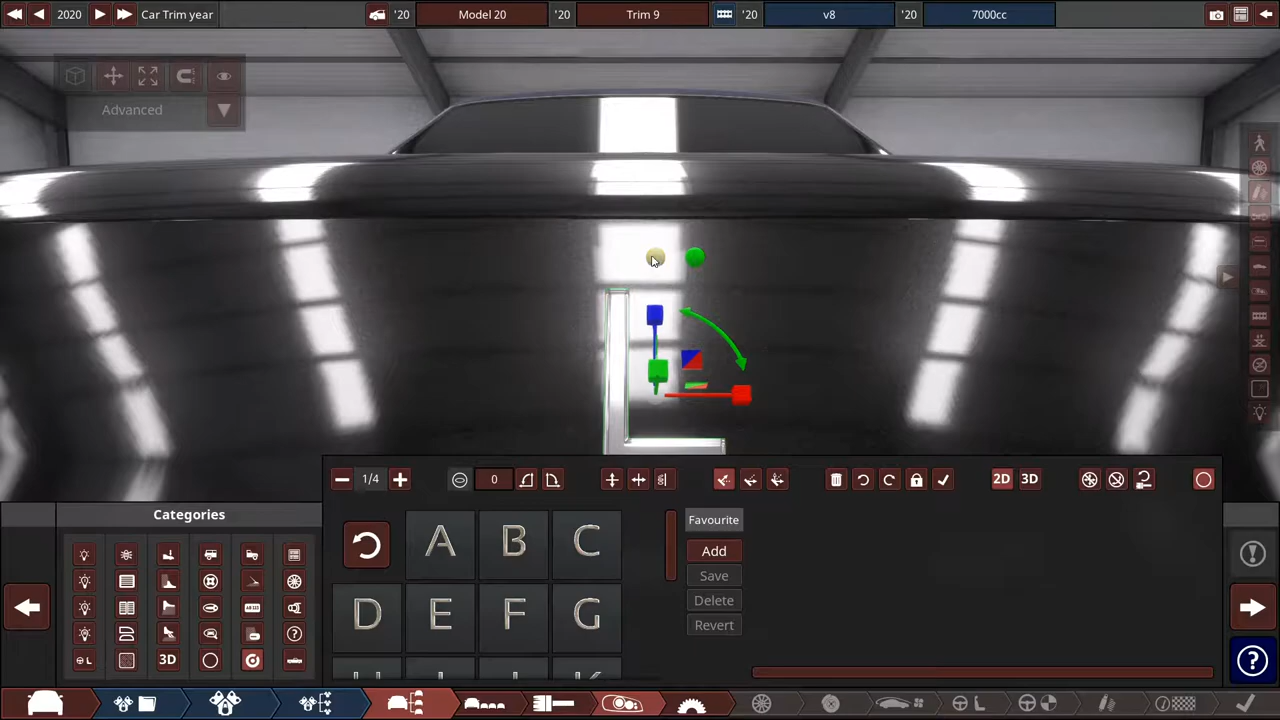 2020 Car Trim year '20 Model 20 '20 Trim 9 '20 v8 '20 7000cc
Advanced
L
1/4 0 2D 3D
Categories
Favourite
A B C
Add
Save
D E F G
Delete
Revert
L
3D
?
?